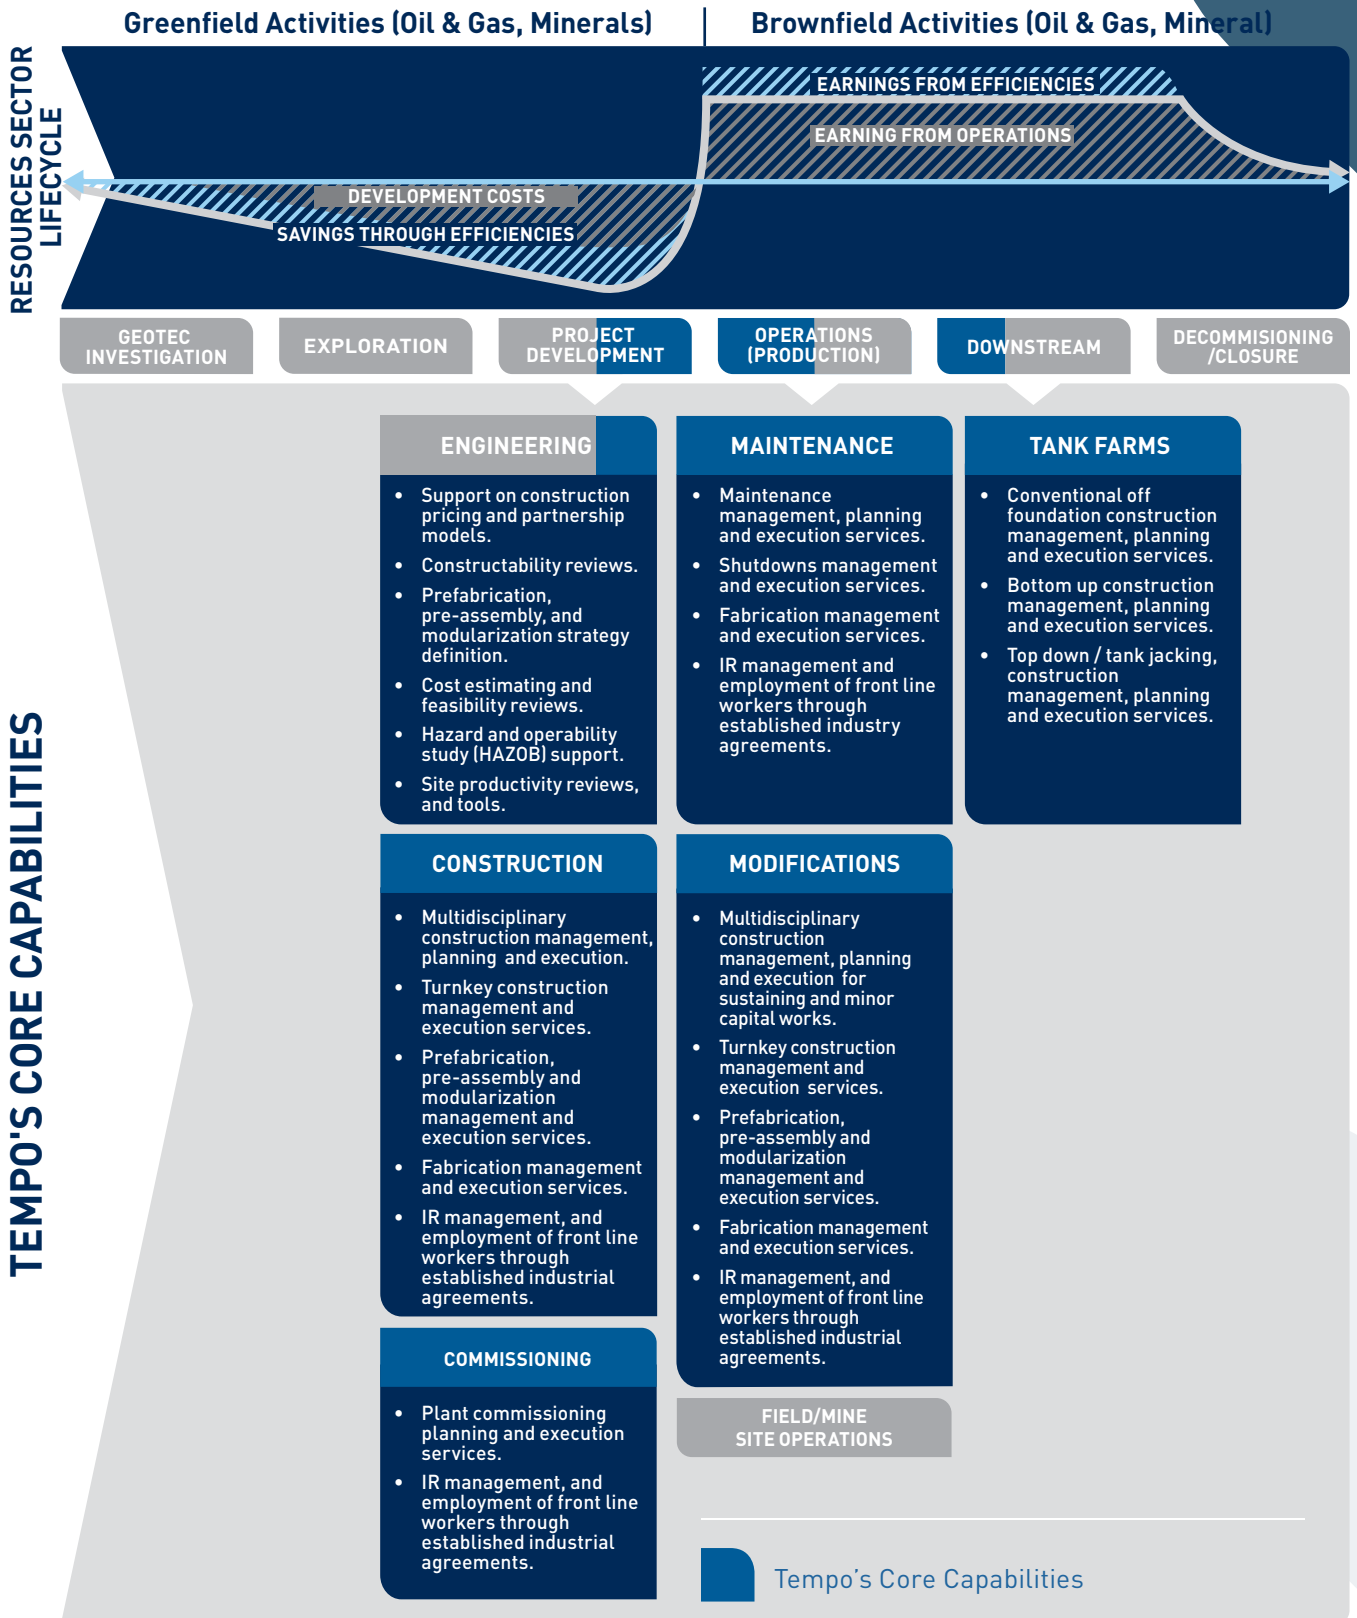 Greenfield Activities (Oil & Gas, Minerals)
Brownfield Activities (Oil & Gas, Mineral)
RESOURCES SECTOR
LIFECYCLE
EARNINGS FROM EFFICIENCIES
EARNING FROM OPERATIONS
DEVELOPMENT COSTS
SAVINGS THROUGH EFFICIENCIES
GEOTEC
INVESTIGATION
EXPLORATION
PROJECT
DEVELOPMENT
OPERATIONS
(PRODUCTION)
DOWNSTREAM
DECOMMISIONING
/CLOSURE
TEMPO'S CORE CAPABILITIES
ENGINEERING
• Support on construction
pricing and partnership
models.
• Constructability reviews.
• Prefabrication,
pre-assembly, and
modularization strategy
definition.
• Cost estimating and
feasibility reviews.
• Hazard and operability
study (HAZOB) support.
• Site productivity reviews,
and tools.
MAINTENANCE
• Maintenance
management, planning
and execution services.
• Shutdowns management
and execution services.
• Fabrication management
and execution services.
• IR management and
employment of front line
workers through
established industry
agreements.
TANK FARMS
• Conventional off
foundation construction
management, planning
and execution services.
• Bottom up construction
management, planning
and execution services.
• Top down / tank jacking,
construction
management, planning
and execution services.
CONSTRUCTION
• Multidisciplinary
construction management,
planning and execution.
• Turnkey construction
management and
execution services.
• Prefabrication,
pre-assembly and
modularization
management and
execution services.
• Fabrication management
and execution services.
• IR management, and
employment of front line
workers through
established industrial
agreements.
MODIFICATIONS
• Multidisciplinary
construction
management, planning
and execution for
sustaining and minor
capital works.
• Turnkey construction
management and
execution services.
• Prefabrication,
pre-assembly and
modularization
management and
execution services.
• Fabrication management
and execution services.
• IR management, and
employment of front line
workers through
established industrial
agreements.
COMMISSIONING
• Plant commissioning
planning and execution
services.
• IR management, and
employment of front line
workers through
established industrial
agreements.
FIELD/MINE
SITE OPERATIONS
Tempo's Core Capabilities